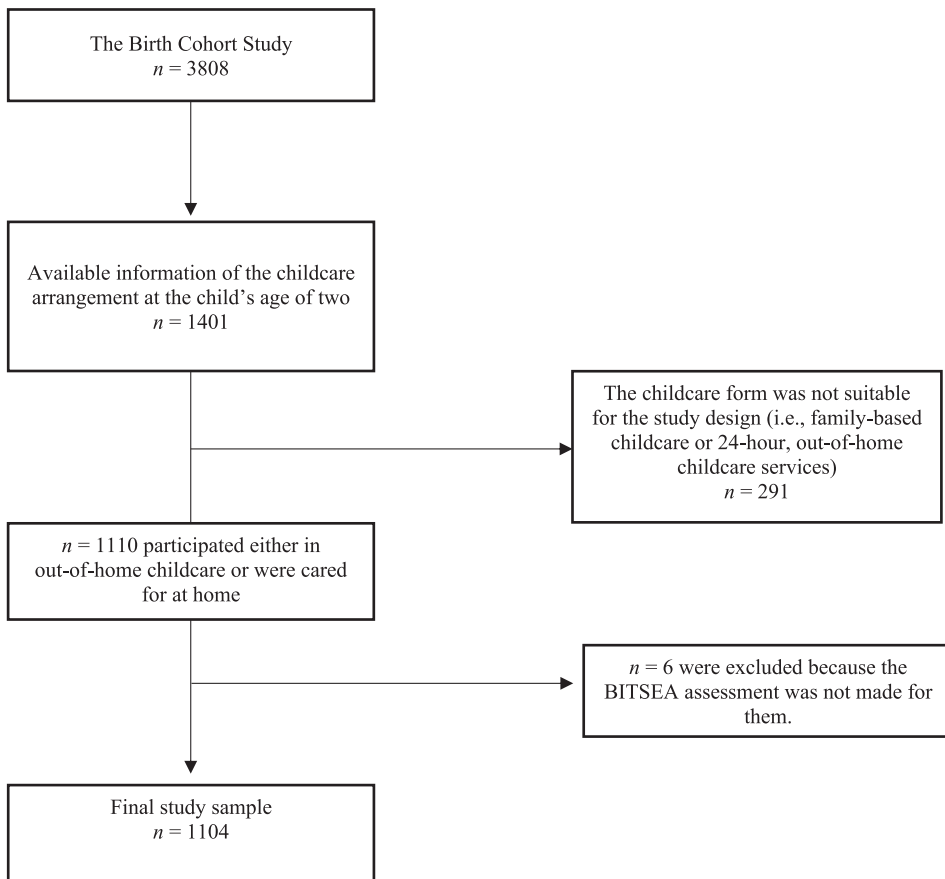 The Birth Cohort Study
n = 3808
Available information of the childcare
arrangement at the child’s age of two
n = 1401
The childcare form was not suitable
for the study design (i.e., family-based
childcare or 24-hour, out-of-home
childcare services)
n = 291
n = 1110 participated either in
out-of-home childcare or were cared
for at home
n = 6 were excluded because the
BITSEA assessment was not made for
them.
Final study sample
n = 1104